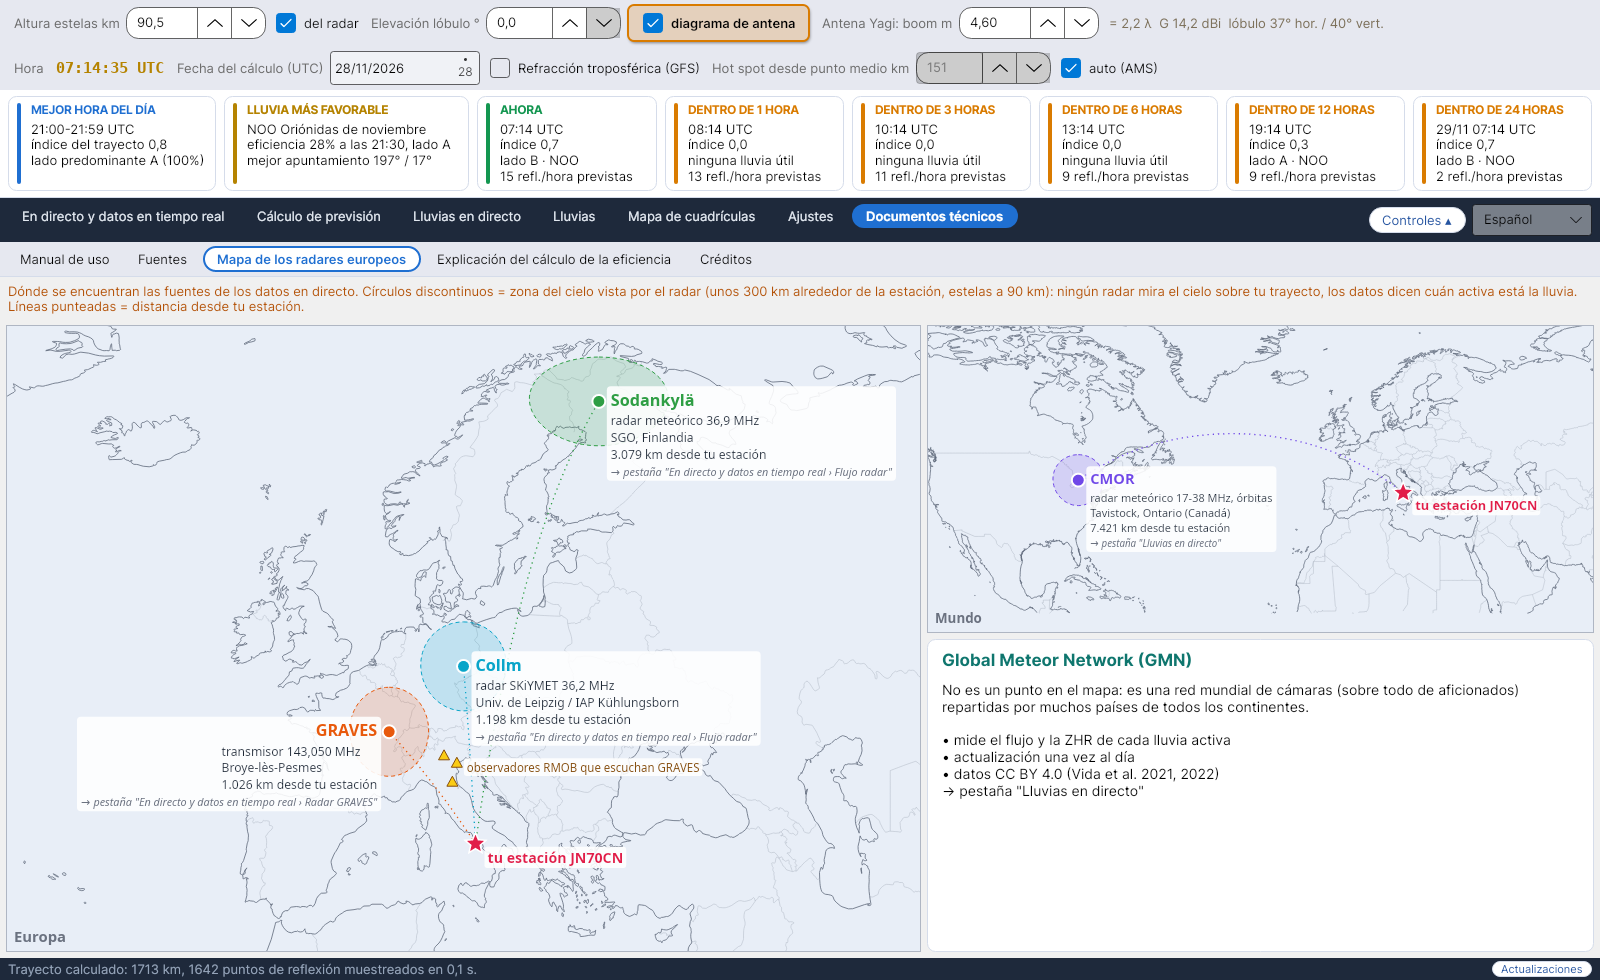 Altura estelas km 90,5 del radar Elevación lóbulo ° 0,0 diagrama de antena Antena Yagi: boom m 4,60 = 2,2 λ G 14,2 dBi lóbulo 37° hor. / 40° vert.
Hora 07:14:35 UTC Fecha del cálculo (UTC) 28/11/2026 28 Refracción troposférica (GFS) Hot spot desde punto medio km 151 auto (AMS)
MEJOR HORA DEL DÍA
21:00-21:59 UTC
índice del trayecto 0,8
lado predominante A (100%)
LLUVIA MÁS FAVORABLE
NOO Oriónidas de noviembre
eficiencia 28% a las 21:30, lado A
mejor apuntamiento 197° / 17°
AHORA
07:14 UTC
índice 0,7
lado B · NOO
15 refl./hora previstas
DENTRO DE 1 HORA
08:14 UTC
índice 0,0
ninguna lluvia útil
13 refl./hora previstas
DENTRO DE 3 HORAS
10:14 UTC
índice 0,0
ninguna lluvia útil
11 refl./hora previstas
DENTRO DE 6 HORAS
13:14 UTC
índice 0,0
ninguna lluvia útil
9 refl./hora previstas
DENTRO DE 12 HORAS
19:14 UTC
índice 0,3
lado A · NOO
9 refl./hora previstas
DENTRO DE 24 HORAS
29/11 07:14 UTC
índice 0,7
lado B · NOO
2 refl./hora previstas
En directo y datos en tiempo real Cálculo de previsión Lluvias en directo Lluvias Mapa de cuadrículas Ajustes Documentos técnicos Controles ▴ Español
Manual de uso Fuentes Mapa de los radares europeos Explicación del cálculo de la eficiencia Créditos
Dónde se encuentran las fuentes de los datos en directo. Círculos discontinuos = zona del cielo vista por el radar (unos 300 km alrededor de la estación, estelas a 90 km): ningún radar mira el cielo sobre tu trayecto, los datos dicen cuán activa está la lluvia.
Líneas punteadas = distancia desde tu estación.
Sodankylä
radar meteórico 36,9 MHz
SGO, Finlandia
3.079 km desde tu estación
→ pestaña "En directo y datos en tiempo real › Flujo radar"
Collm
radar SKiYMET 36,2 MHz
Univ. de Leipzig / IAP Kühlungsborn
1.198 km desde tu estación
→ pestaña "En directo y datos en tiempo real › Flujo radar"
GRAVES
transmisor 143,050 MHz
Broye-lès-Pesmes
1.026 km desde tu estación
→ pestaña "En directo y datos en tiempo real › Radar GRAVES"
observadores RMOB que escuchan GRAVES
tu estación JN70CN
Europa
CMOR
radar meteórico 17-38 MHz, órbitas
Tavistock, Ontario (Canadá)
7.421 km desde tu estación
→ pestaña "Lluvias en directo"
tu estación JN70CN
Mundo
Global Meteor Network (GMN)
No es un punto en el mapa: es una red mundial de cámaras (sobre todo de aficionados)
repartidas por muchos países de todos los continentes.
• mide el flujo y la ZHR de cada lluvia activa
• actualización una vez al día
• datos CC BY 4.0 (Vida et al. 2021, 2022)
→ pestaña "Lluvias en directo"
Trayecto calculado: 1713 km, 1642 puntos de reflexión muestreados en 0,1 s.
Actualizaciones